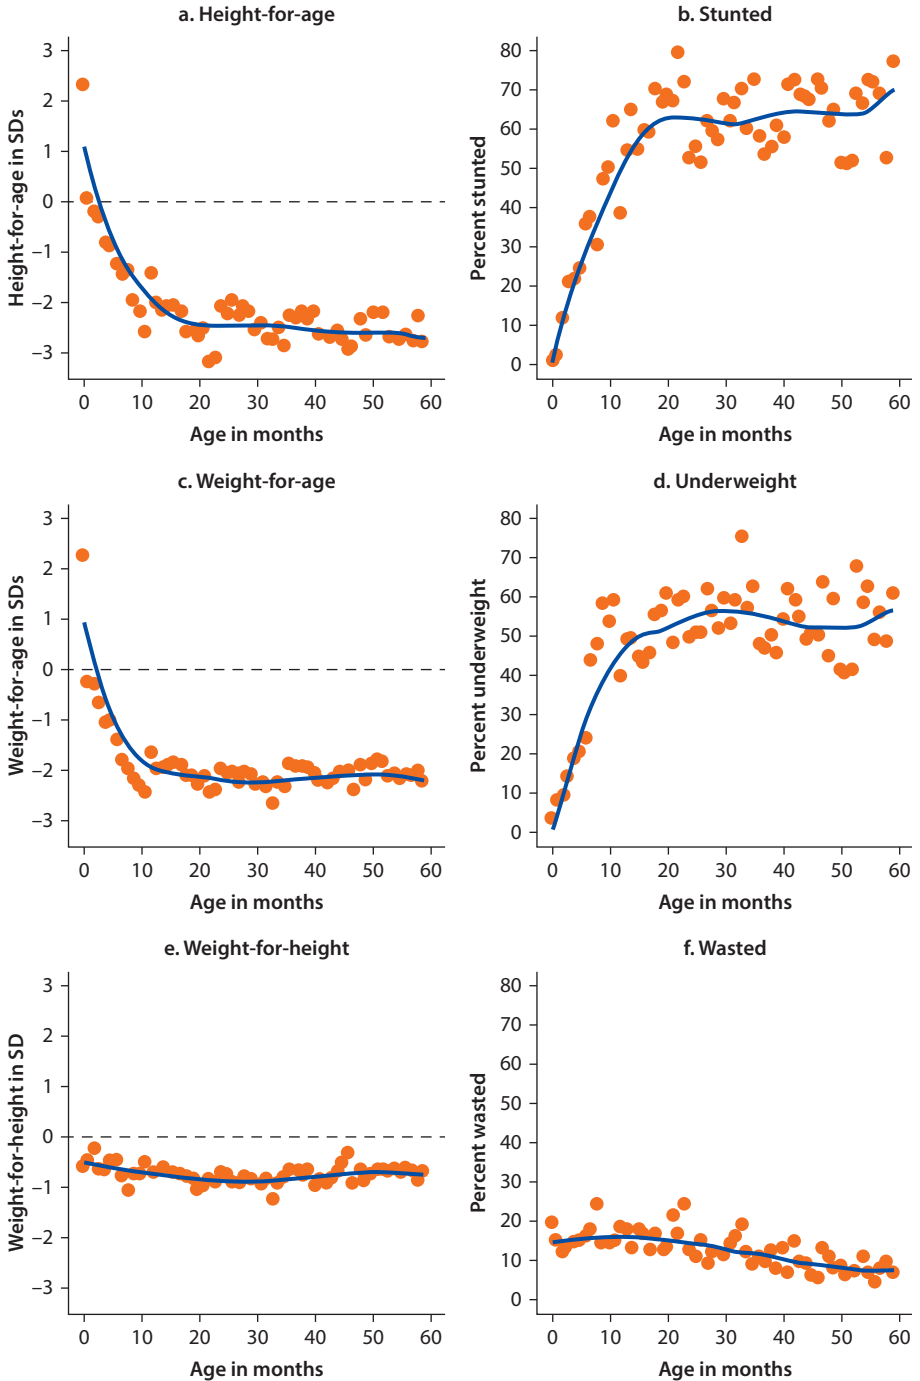 a. Height-for-age
Height-for-age in SDs
3
2
1
0
–1
–2
–3
0 10 20 30 40 50 60
Age in months
b. Stunted
Percent stunted
80
70
60
50
40
30
20
10
0
0 10 20 30 40 50 60
Age in months
c. Weight-for-age
Weight-for-age in SDs
3
2
1
0
–1
–2
–3
0 10 20 30 40 50 60
Age in months
d. Underweight
Percent underweight
80
70
60
50
40
30
20
10
0
0 10 20 30 40 50 60
Age in months
e. Weight-for-height
Weight-for-height in SD
3
2
1
0
–1
–2
–3
0 10 20 30 40 50 60
Age in months
f. Wasted
Percent wasted
80
70
60
50
40
30
20
10
0
0 10 20 30 40 50 60
Age in months